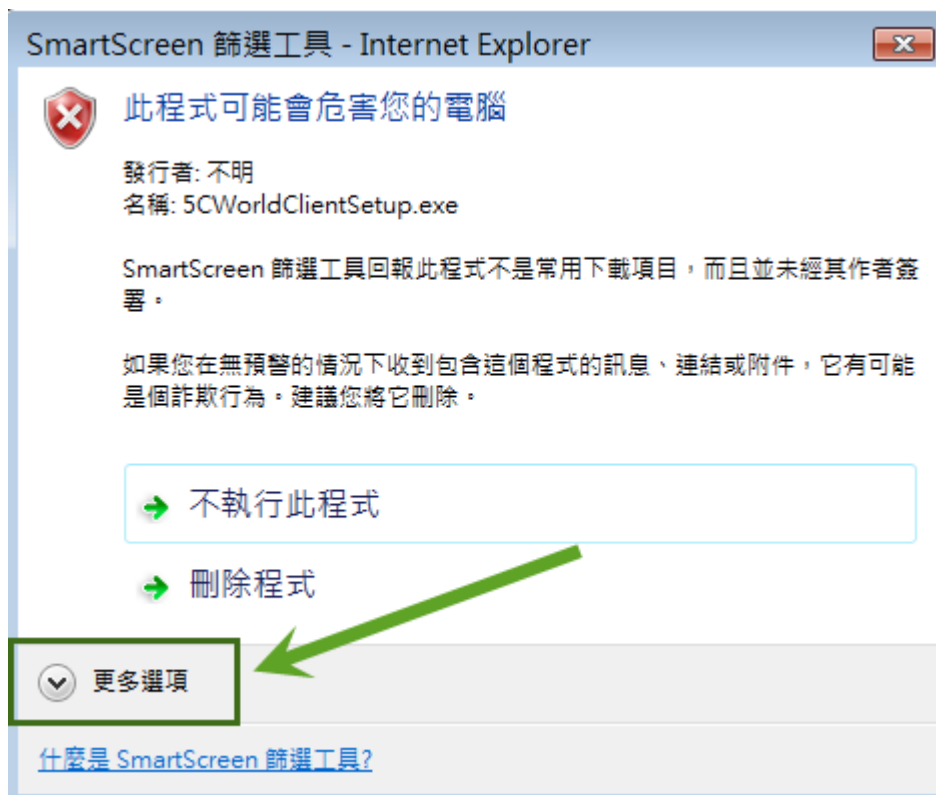 SmartScreen 篩選工具 - Internet Explorer
此程式可能會危害您的電腦
發行者: 不明
名稱: 5CWorldClientSetup.exe
SmartScreen 篩選工具回報此程式不是常用下載項目，而且並未經其作者簽
署。
如果您在無預警的情況下收到包含這個程式的訊息、連結或附件，它有可能
是個詐欺行為。建議您將它刪除。
不執行此程式
刪除程式
更多選項
什麼是 SmartScreen 篩選工具?